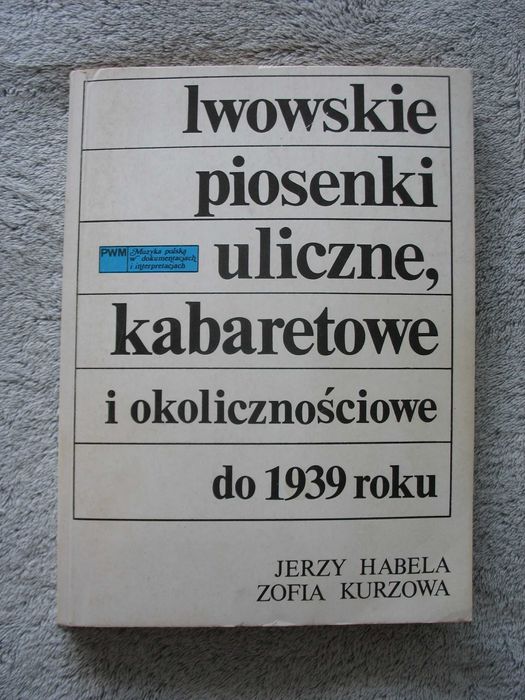 lwowskie
piosenki
uliczne,
PWM
Muzyka polska
w dokumentacjach
i interpretacjach
kabaretowe
i okolicznościowe
do 1939 roku
JERZY HABELA
ZOFIA KURZOWA